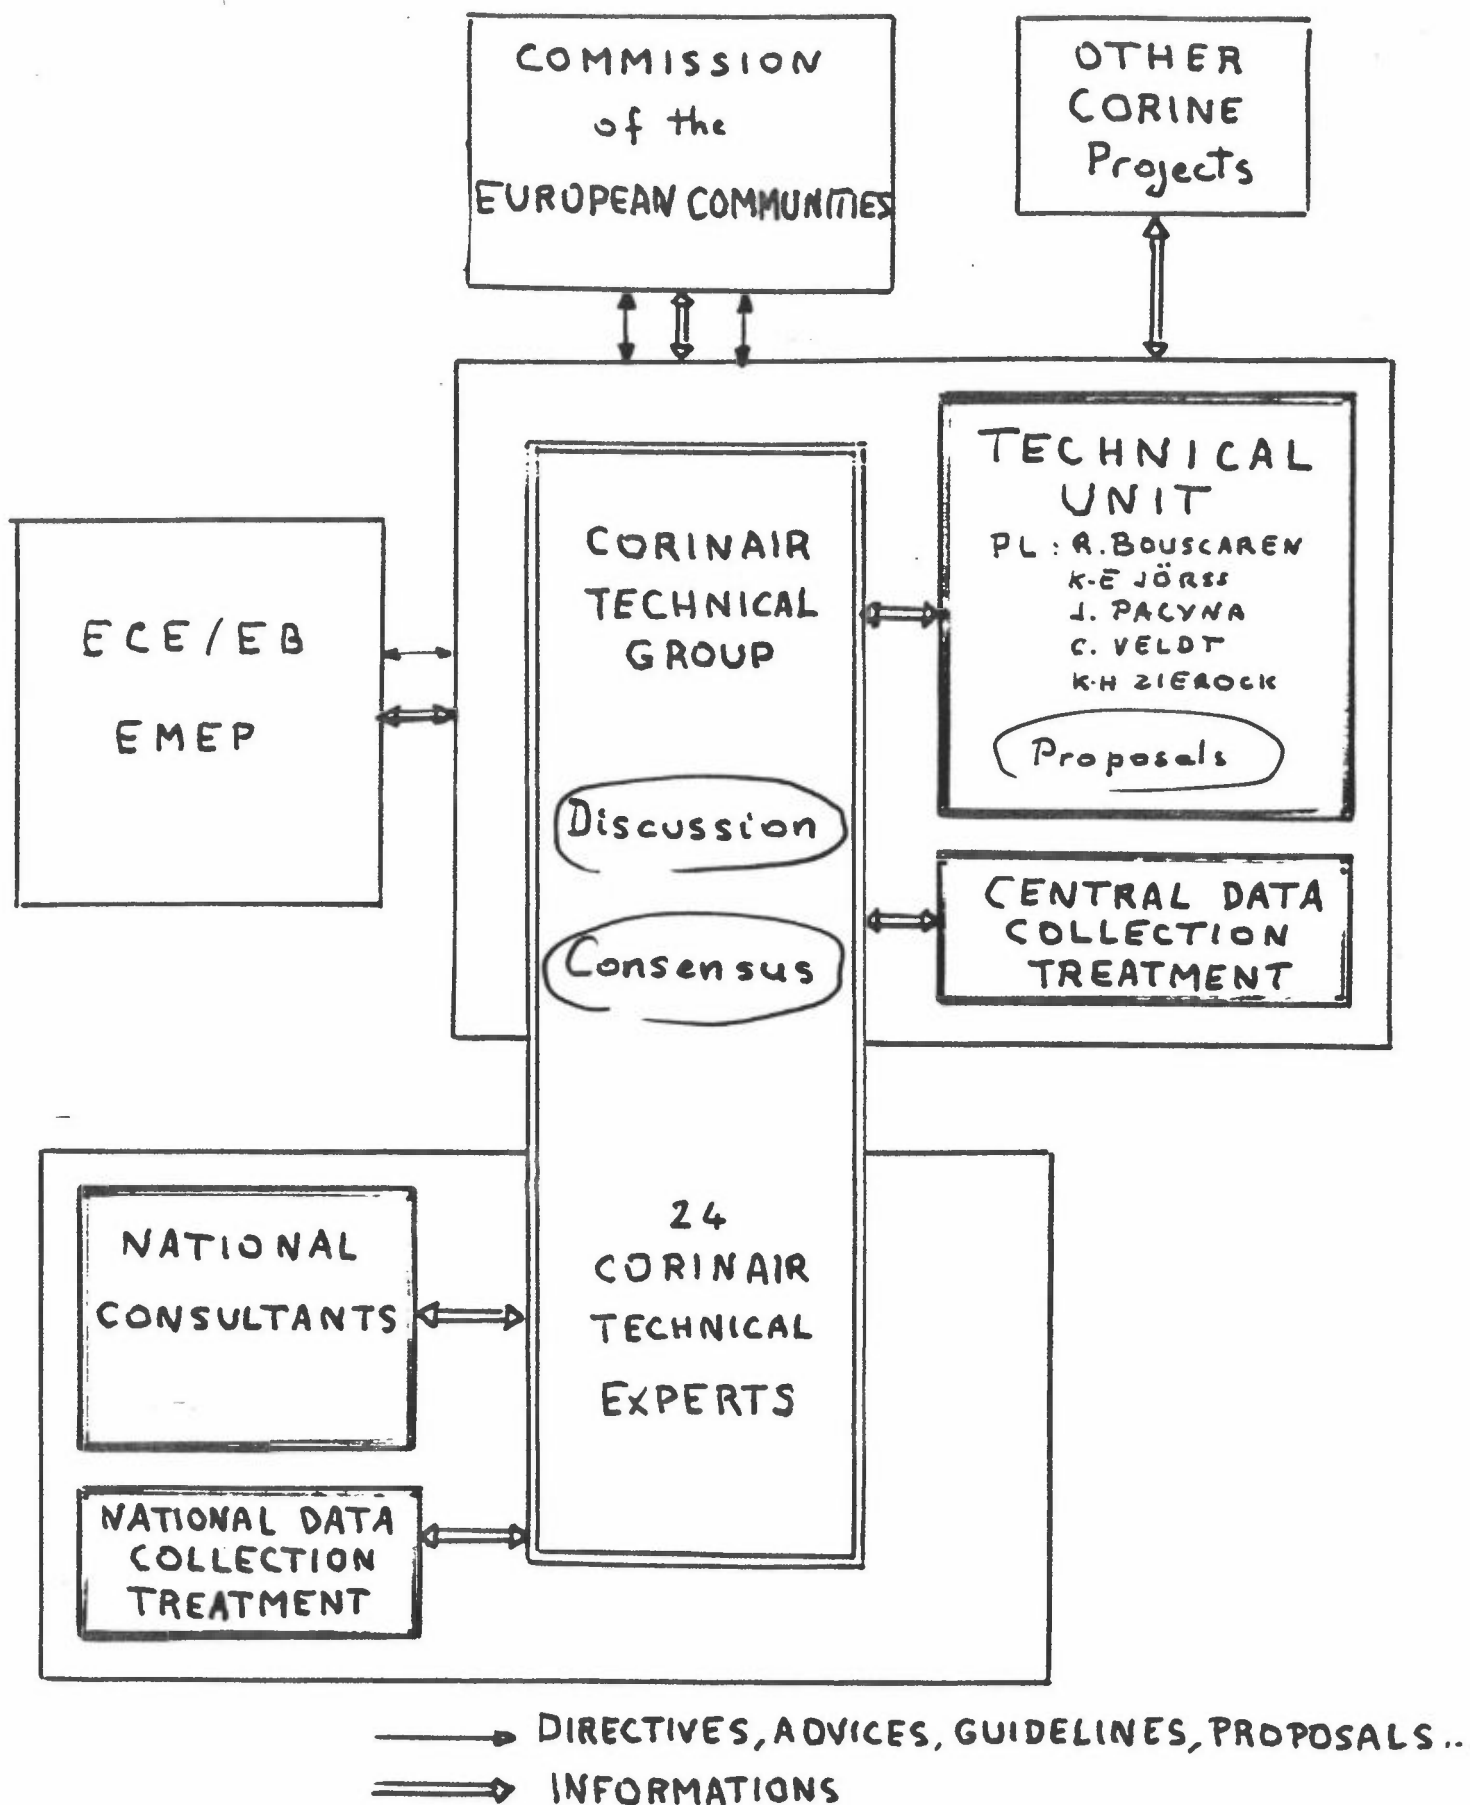 COMMISSION
of the
EUROPEAN COMMUNITIES
OTHER
CORINE
Projects
ECE/EB
EMEP
CORINAIR
TECHNICAL
GROUP
Discussion
Consensus
TECHNICAL
UNIT
PL : R. BOUSCAREN
K-E JÖRSS
J. PACYNA
C. VELDT
K-H ZIEROCK
Proposals
CENTRAL DATA
COLLECTION
TREATMENT
NATIONAL
CONSULTANTS
24
CORINAIR
TECHNICAL
EXPERTS
NATIONAL DATA
COLLECTION
TREATMENT
DIRECTIVES, ADVICES, GUIDELINES, PROPOSALS..
INFORMATIONS